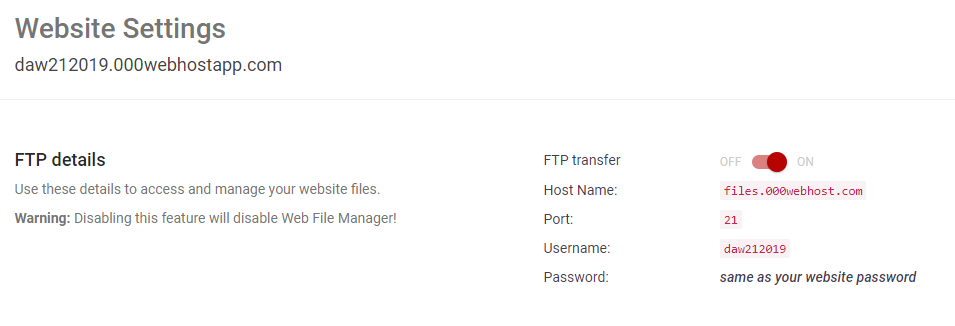 Website Settings
daw212019.000webhostapp.com
FTP details
Use these details to access and manage your website files.
Warning: Disabling this feature will disable Web File Manager!
FTP transfer OFF ON
Host Name: files.000webhost.com
Port: 21
Username: daw212019
Password: same as your website password